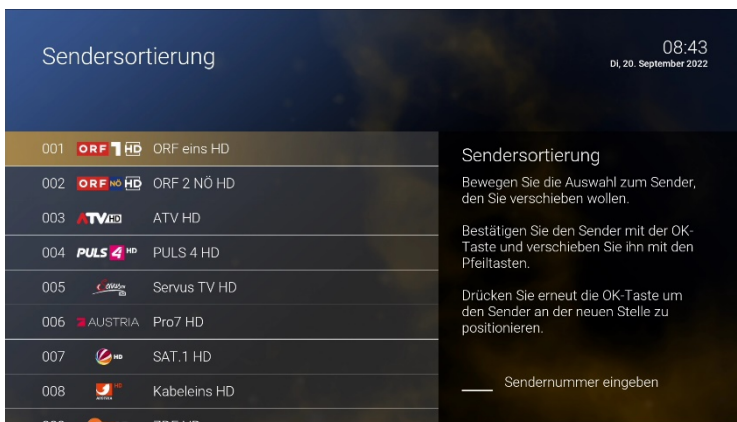 Sendersortierung
08:43
Di, 20. September 2022
001 ORF 1 HD ORF eins HD
002 ORF NÖ HD ORF 2 NÖ HD
003 ATV HD ATV HD
004 PULS 4 HD PULS 4 HD
005 Servus TV HD
006 AUSTRIA Pro7 HD
007 HD SAT.1 HD
008 HD AUSTRIA Kabeleins HD
Sendersortierung
Bewegen Sie die Auswahl zum Sender,
den Sie verschieben wollen.
Bestätigen Sie den Sender mit der OK-
Taste und verschieben Sie ihn mit den
Pfeiltasten.
Drücken Sie erneut die OK-Taste um
den Sender an der neuen Stelle zu
positionieren.
Sendernummer eingeben